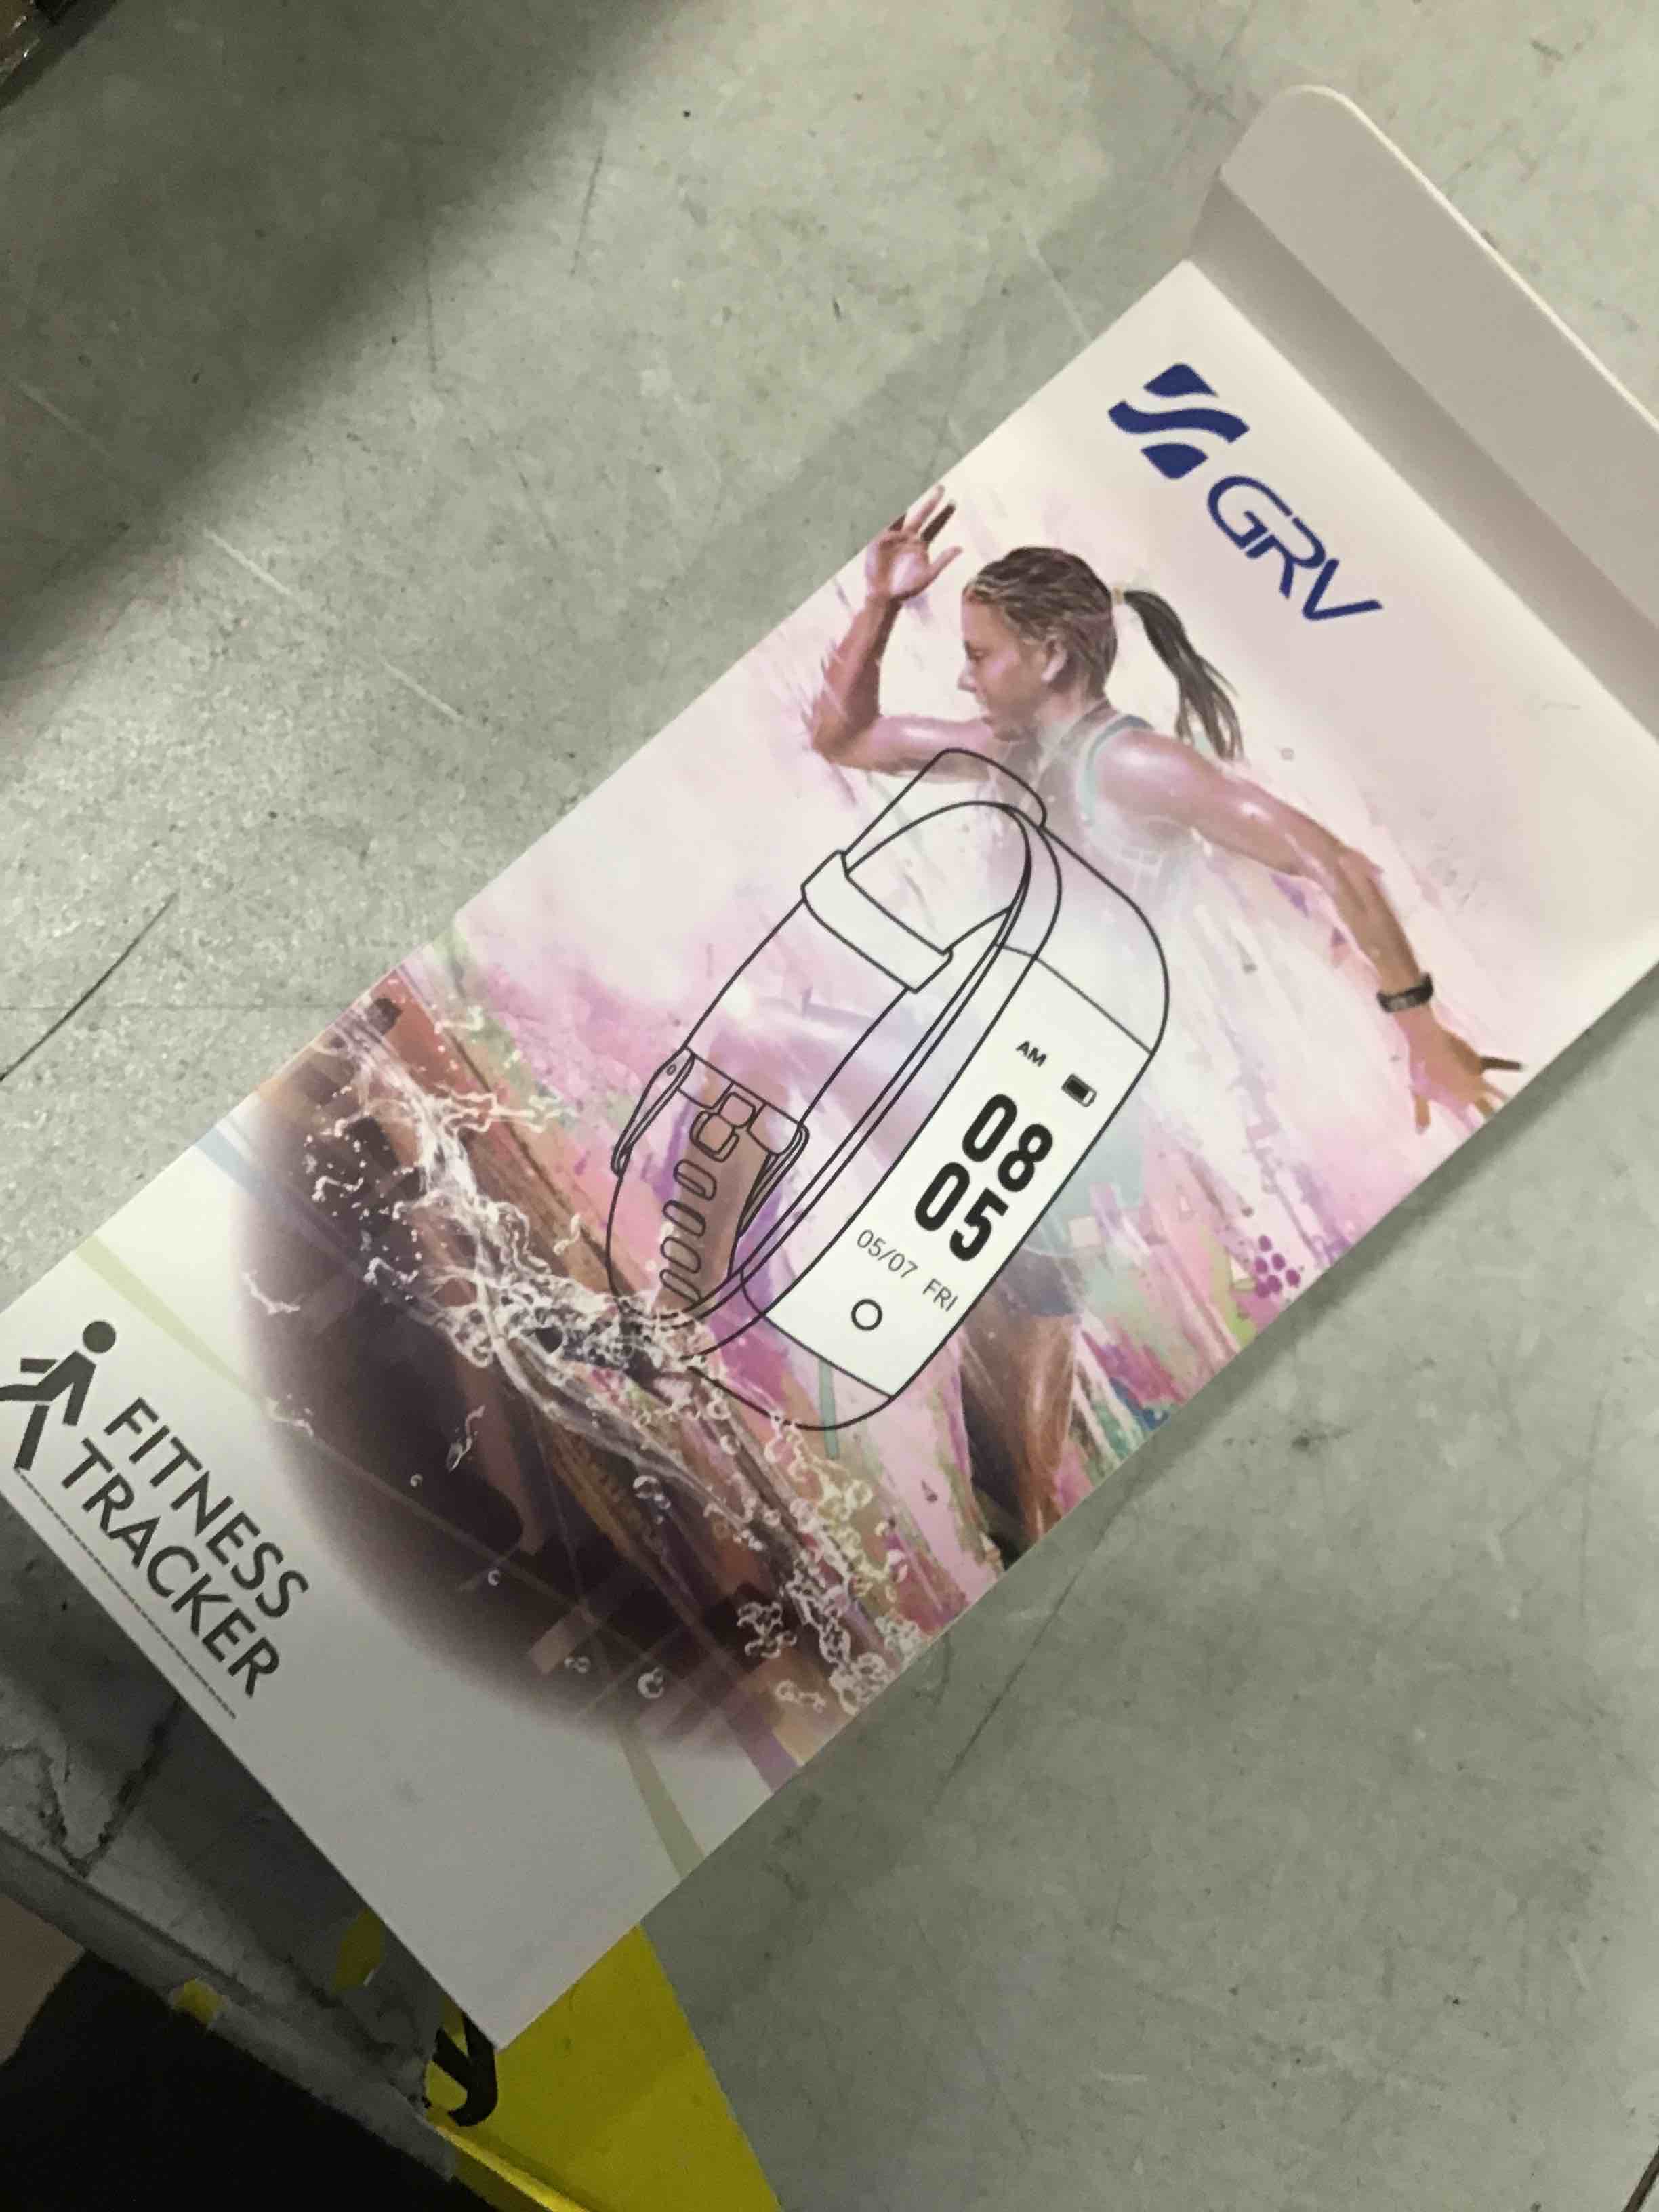 GRV
AM
08
05
05/07 FRI
FITNESS
TRACKER